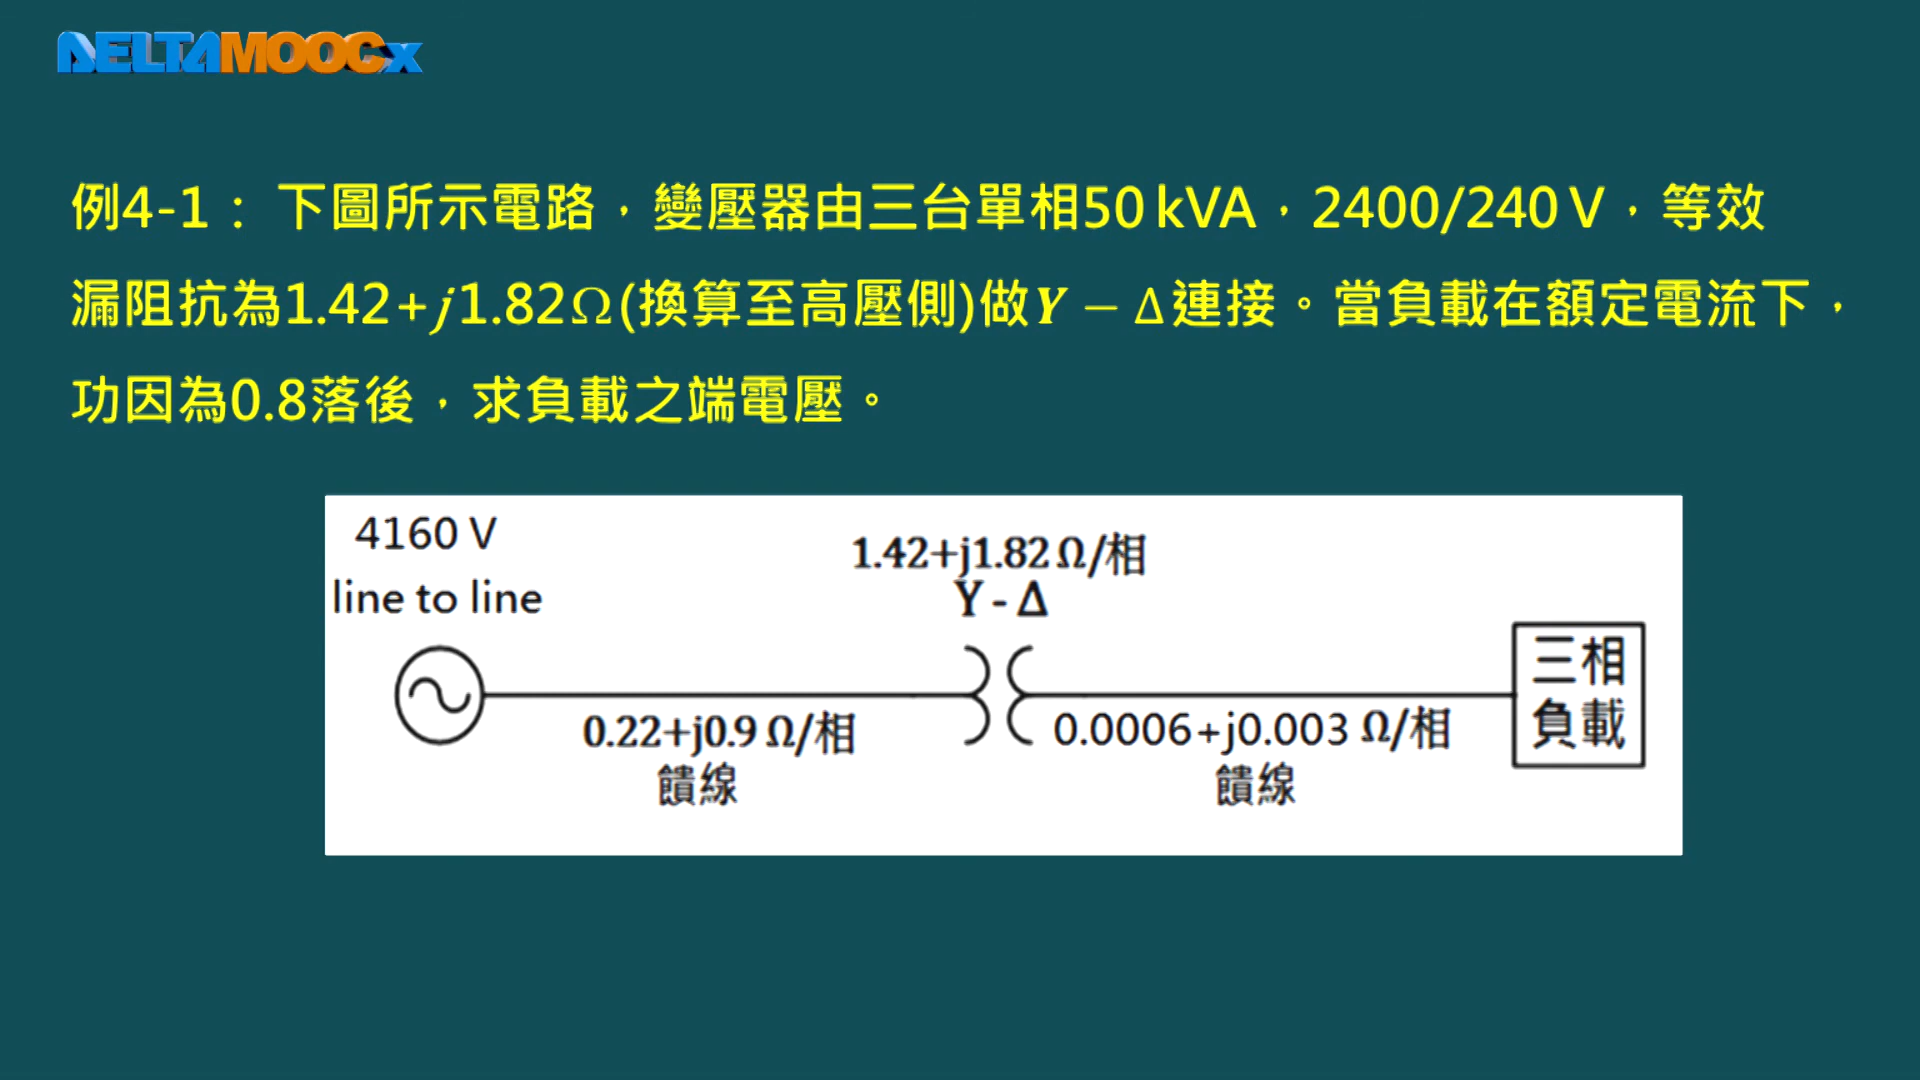 DELTAMOOCx
例4-1：下圖所示電路，變壓器由三台單相50 kVA，2400/240 V，等效
漏阻抗為1.42+j1.82Ω(換算至高壓側)做Y − Δ連接。當負載在額定電流下，
功因為0.8落後，求負載之端電壓。
4160 V
line to line
1.42+j1.82 Ω/相
Y - Δ
0.22+j0.9 Ω/相
饋線
0.0006+j0.003 Ω/相
饋線
三相
負載